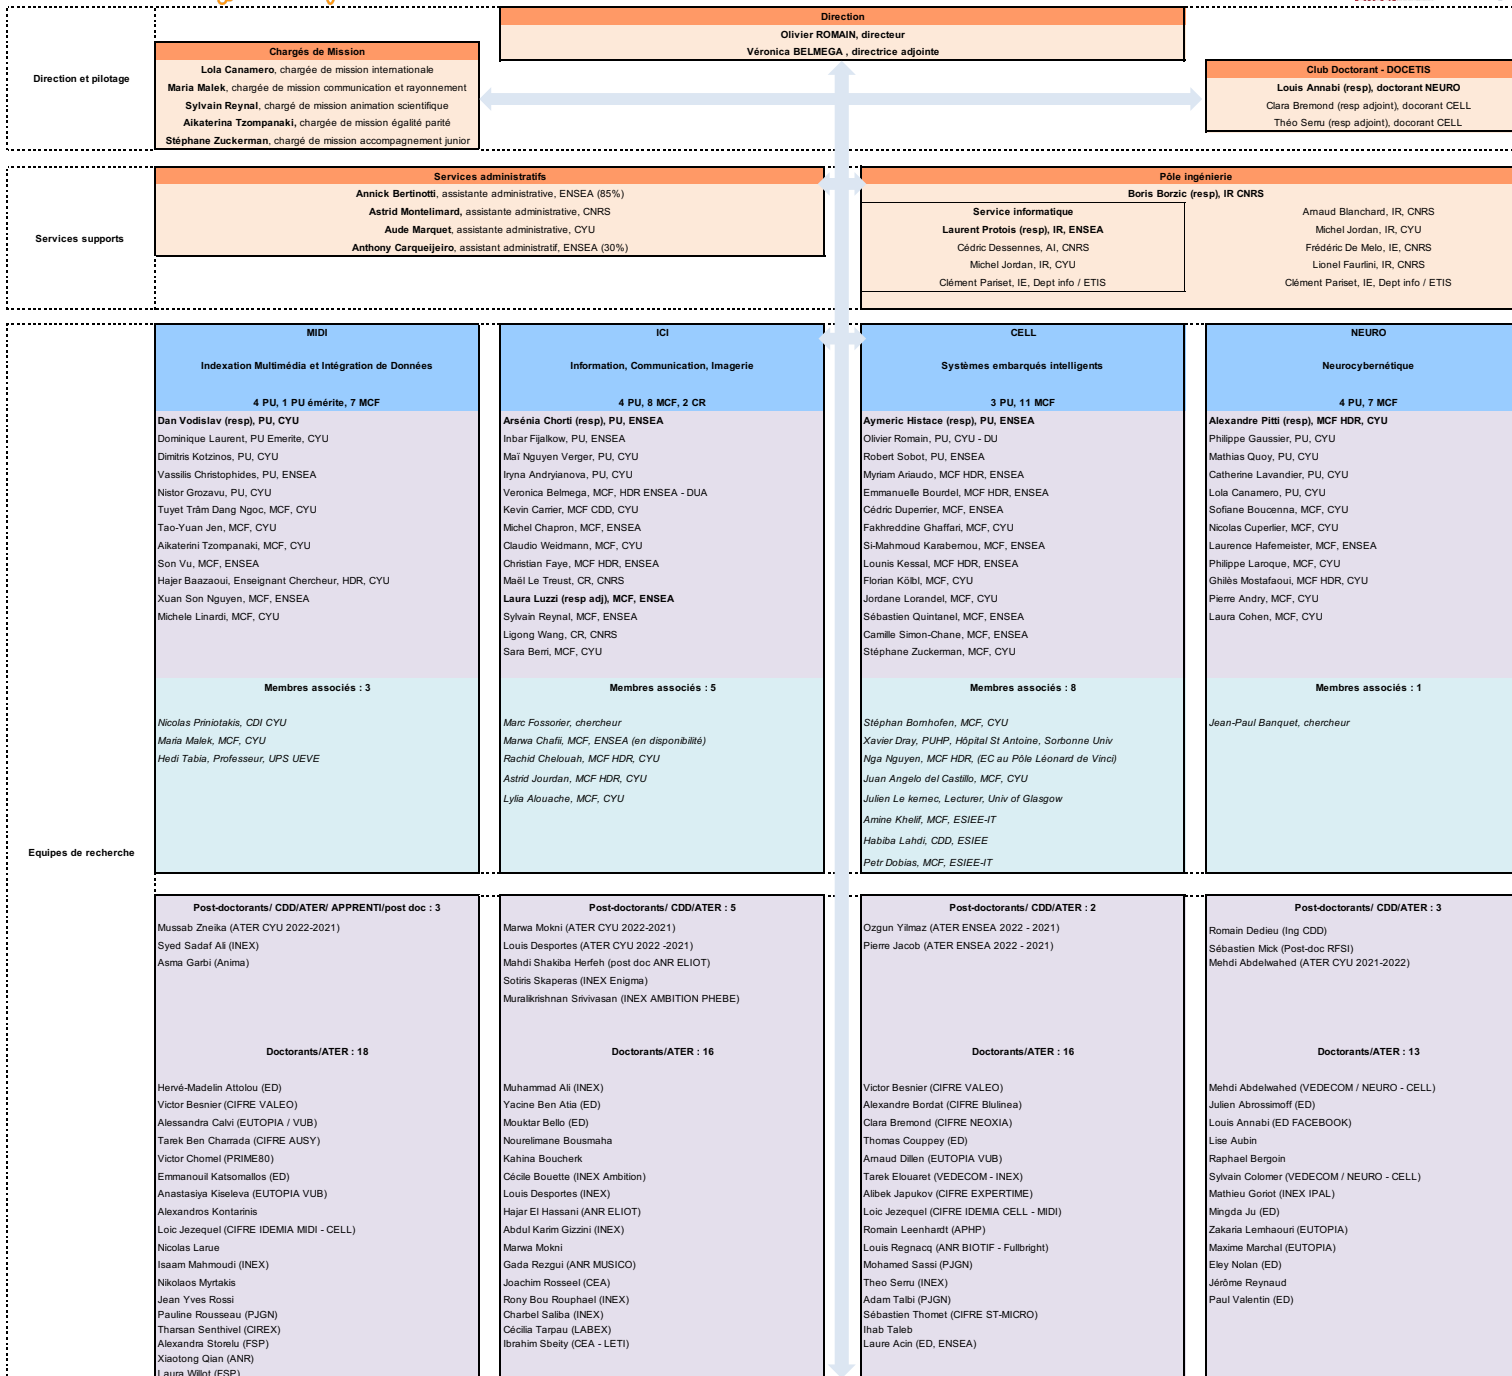 Direction
Olivier ROMAIN, directeur
Véronica BELMEGA , directrice adjointe
Direction et pilotage
Chargés de Mission
Lola Canamero, chargée de mission internationale
Maria Malek, chargée de mission communication et rayonnement
Sylvain Reynal, chargé de mission animation scientifique
Aikaterina Tzompanaki, chargée de mission égalité parité
Stéphane Zuckerman, chargé de mission accompagnement junior
Club Doctorant - DOCETIS
Louis Annabi (resp), doctorant NEURO
Clara Bremond (resp adjoint), docorant CELL
Théo Serru (resp adjoint), docorant CELL
Services supports
Services administratifs
Annick Bertinotti, assistante administrative, ENSEA (85%)
Astrid Montelimard, assistante administrative, CNRS
Aude Marquet, assistante administrative, CYU
Anthony Carqueijeiro, assistant administratif, ENSEA (30%)
Pôle ingénierie
Boris Borzic (resp), IR CNRS
Service informatique
Laurent Protois (resp), IR, ENSEA
Cédric Dessennes, AI, CNRS
Michel Jordan, IR, CYU
Clément Pariset, IE, Dept info / ETIS
Arnaud Blanchard, IR, CNRS
Michel Jordan, IR, CYU
Frédéric De Melo, IE, CNRS
Lionel Faurlini, IR, CNRS
Clément Pariset, IE, Dept info / ETIS
Equipes de recherche
MIDI
Indexation Multimédia et Intégration de Données
4 PU, 1 PU émérite, 7 MCF
Dan Vodislav (resp), PU, CYU
Dominique Laurent, PU Emerite, CYU
Dimitris Kotzinos, PU, CYU
Vassilis Christophides, PU, ENSEA
Nistor Grozavu, PU, CYU
Tuyet Trâm Dang Ngoc, MCF, CYU
Tao-Yuan Jen, MCF, CYU
Aikaterini Tzompanaki, MCF, CYU
Son Vu, MCF, ENSEA
Hajer Baazaoui, Enseignant Chercheur, HDR, CYU
Xuan Son Nguyen, MCF, ENSEA
Michele Linardi, MCF, CYU
Membres associés : 3
Nicolas Priniotakis, CDI CYU
Maria Malek, MCF, CYU
Hedi Tabia, Professeur, UPS UEVE
Post-doctorants/ CDD/ATER/ APPRENTI/post doc : 3
Mussab Zneika (ATER CYU 2022-2021)
Syed Sadaf Ali (INEX)
Asma Garbi (Anima)
Doctorants/ATER : 18
Hervé-Madelin Attolou (ED)
Victor Besnier (CIFRE VALEO)
Alessandra Calvi (EUTOPIA / VUB)
Tarek Ben Charrada (CIFRE AUSY)
Victor Chomel (PRIME80)
Emmanouil Katsomallos (ED)
Anastasiya Kiseleva (EUTOPIA VUB)
Alexandros Kontarinis
Loic Jezequel (CIFRE IDEMIA MIDI - CELL)
Nicolas Larue
Isaam Mahmoudi (INEX)
Nikolaos Myrtakis
Jean Yves Rossi
Pauline Rousseau (PJGN)
Tharsan Senthivel (CIREX)
Alexandra Storelu (FSP)
Xiaotong Qian (ANR)
Laura Willot (FSP)
ICI
Information, Communication, Imagerie
4 PU, 8 MCF, 2 CR
Arsénia Chorti (resp), PU, ENSEA
Inbar Fijalkow, PU, ENSEA
Maï Nguyen Verger, PU, CYU
Iryna Andryianova, PU, CYU
Veronica Belmega, MCF, HDR ENSEA - DUA
Kevin Carrier, MCF CDD, CYU
Michel Chapron, MCF, ENSEA
Claudio Weidmann, MCF, CYU
Christian Faye, MCF HDR, ENSEA
Maël Le Treust, CR, CNRS
Laura Luzzi (resp adj), MCF, ENSEA
Sylvain Reynal, MCF, ENSEA
Ligong Wang, CR, CNRS
Sara Berri, MCF, CYU
Membres associés : 5
Marc Fossorier, chercheur
Marwa Chafii, MCF, ENSEA (en disponibilité)
Rachid Chelouah, MCF HDR, CYU
Astrid Jourdan, MCF HDR, CYU
Lylia Alouache, MCF, CYU
Post-doctorants/ CDD/ATER : 5
Marwa Mokni (ATER CYU 2022-2021)
Louis Desportes (ATER CYU 2022 -2021)
Mahdi Shakiba Herfeh (post doc ANR ELIOT)
Sotiris Skaperas (INEX Enigma)
Muralikrishnan Srivivasan (INEX AMBITION PHEBE)
Doctorants/ATER : 16
Muhammad Ali (INEX)
Yacine Ben Atia (ED)
Mouktar Bello (ED)
Nourelimane Bousmaha
Kahina Boucherk
Cécile Bouette (INEX Ambition)
Louis Desportes (INEX)
Hajar El Hassani (ANR ELIOT)
Abdul Karim Gizzini (INEX)
Marwa Mokni
Gada Rezgui (ANR MUSICO)
Joachim Rosseel (CEA)
Rony Bou Rouphael (INEX)
Charbel Saliba (INEX)
Cécilia Tarpau (LABEX)
Ibrahim Sbeity (CEA - LETI)
CELL
Systèmes embarqués intelligents
3 PU, 11 MCF
Aymeric Histace (resp), PU, ENSEA
Olivier Romain, PU, CYU - DU
Robert Sobot, PU, ENSEA
Myriam Ariaudo, MCF HDR, ENSEA
Emmanuelle Bourdel, MCF HDR, ENSEA
Cédric Duperrier, MCF, ENSEA
Fakhreddine Ghaffari, MCF, CYU
Si-Mahmoud Karabernou, MCF, ENSEA
Lounis Kessal, MCF HDR, ENSEA
Florian Kölbl, MCF, CYU
Jordane Lorandel, MCF, CYU
Sébastien Quintanel, MCF, ENSEA
Camille Simon-Chane, MCF, ENSEA
Stéphane Zuckerman, MCF, CYU
Membres associés : 8
Stéphan Bornhofen, MCF, CYU
Xavier Dray, PUHP, Hôpital St Antoine, Sorbonne Univ
Nga Nguyen, MCF HDR, (EC au Pôle Léonard de Vinci)
Juan Angelo del Castillo, MCF, CYU
Julien Le kernec, Lecturer, Univ of Glasgow
Amine Khelif, MCF, ESIEE-IT
Habiba Lahdi, CDD, ESIEE
Petr Dobias, MCF, ESIEE-IT
Post-doctorants/ CDD/ATER : 2
Ozgun Yilmaz (ATER ENSEA 2022 - 2021)
Pierre Jacob (ATER ENSEA 2022 - 2021)
Doctorants/ATER : 16
Victor Besnier (CIFRE VALEO)
Alexandre Bordat (CIFRE Blulinea)
Clara Bremond (CIFRE NEOXIA)
Thomas Couppey (ED)
Arnaud Dillen (EUTOPIA VUB)
Tarek Elouaret (VEDECOM - INEX)
Alibek Japukov (CIFRE EXPERTIME)
Loic Jezequel (CIFRE IDEMIA CELL - MIDI)
Romain Leenhardt (APHP)
Louis Regnacq (ANR BIOTIF - Fullbright)
Mohamed Sassi (PJGN)
Theo Serru (INEX)
Adam Talbi (PJGN)
Sébastien Thomet (CIFRE ST-MICRO)
Ihab Taleb
Laure Acin (ED, ENSEA)
NEURO
Neurocybernétique
4 PU, 7 MCF
Alexandre Pitti (resp), MCF HDR, CYU
Philippe Gaussier, PU, CYU
Mathias Quoy, PU, CYU
Catherine Lavandier, PU, CYU
Lola Canamero, PU, CYU
Sofiane Boucenna, MCF, CYU
Nicolas Cuperlier, MCF, CYU
Laurence Hafemeister, MCF, ENSEA
Philippe Laroque, MCF, CYU
Ghilès Mostafaoui, MCF HDR, CYU
Pierre Andry, MCF, CYU
Laura Cohen, MCF, CYU
Membres associés : 1
Jean-Paul Banquet, chercheur
Post-doctorants/ CDD/ATER : 3
Romain Dedieu (Ing CDD)
Sébastien Mick (Post-doc RFSI)
Mehdi Abdelwahed (ATER CYU 2021-2022)
Doctorants/ATER : 13
Mehdi Abdelwahed (VEDECOM / NEURO - CELL)
Julien Abrossimoff (ED)
Louis Annabi (ED FACEBOOK)
Lise Aubin
Raphael Bergoin
Sylvain Colomer (VEDECOM / NEURO - CELL)
Mathieu Goriot (INEX IPAL)
Mingda Ju (ED)
Zakaria Lemhaouri (EUTOPIA)
Maxime Marchal (EUTOPIA)
Eley Nolan (ED)
Jérôme Reynaud
Paul Valentin (ED)